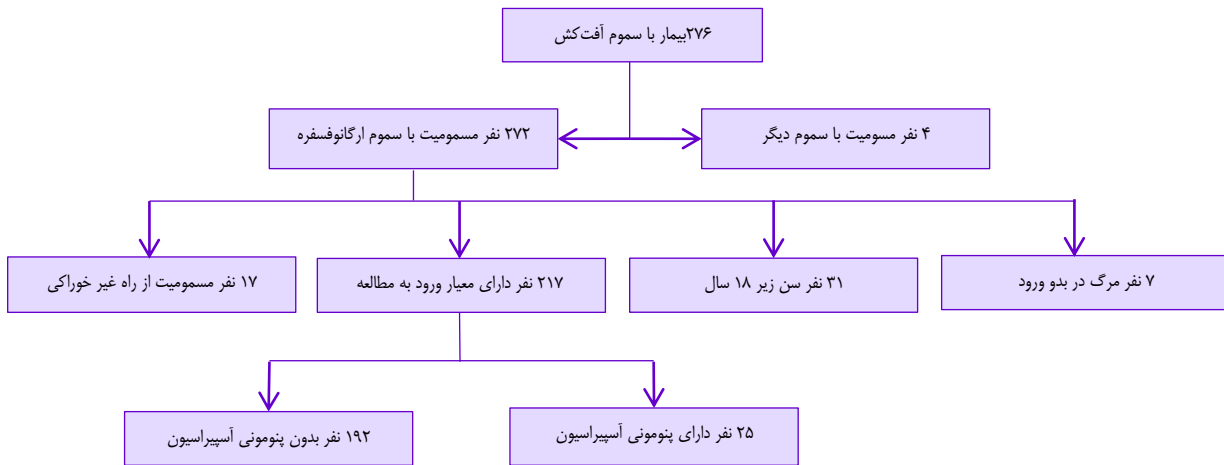 ۲۷۶بیمار با سموم آفت‌کش
۲۷۲ نفر مسمومیت با سموم ارگانوفسفره
۴ نفر مسومیت با سموم دیگر
۱۷ نفر مسمومیت از راه غیر خوراکی
۲۱۷ نفر دارای معیار ورود به مطالعه
۳۱ نفر سن زیر ۱۸ سال
۷ نفر مرگ در بدو ورود
۱۹۲ نفر بدون پنومونی آسپیراسیون
۲۵ نفر دارای پنومونی آسپیراسیون